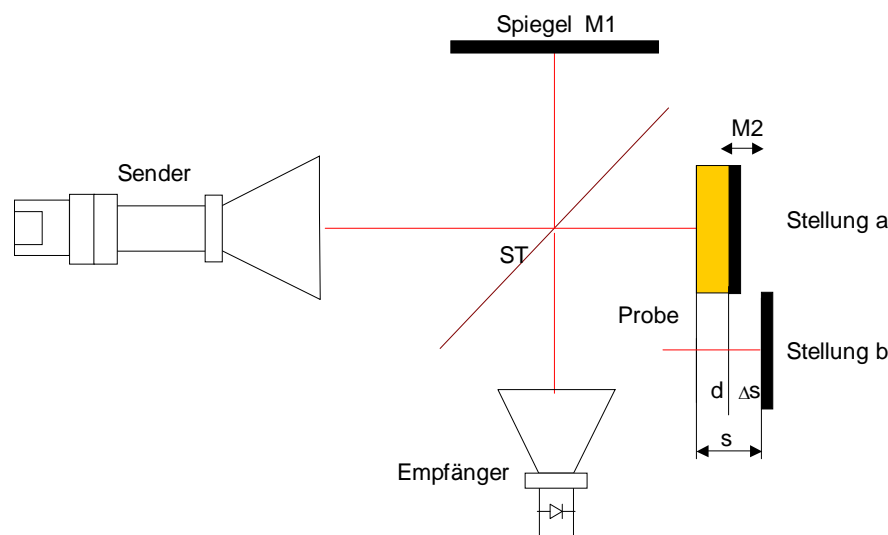 Spiegel M1
M2
Sender
Stellung a
ST
Probe
Stellung b
d Δs
s
Empfänger